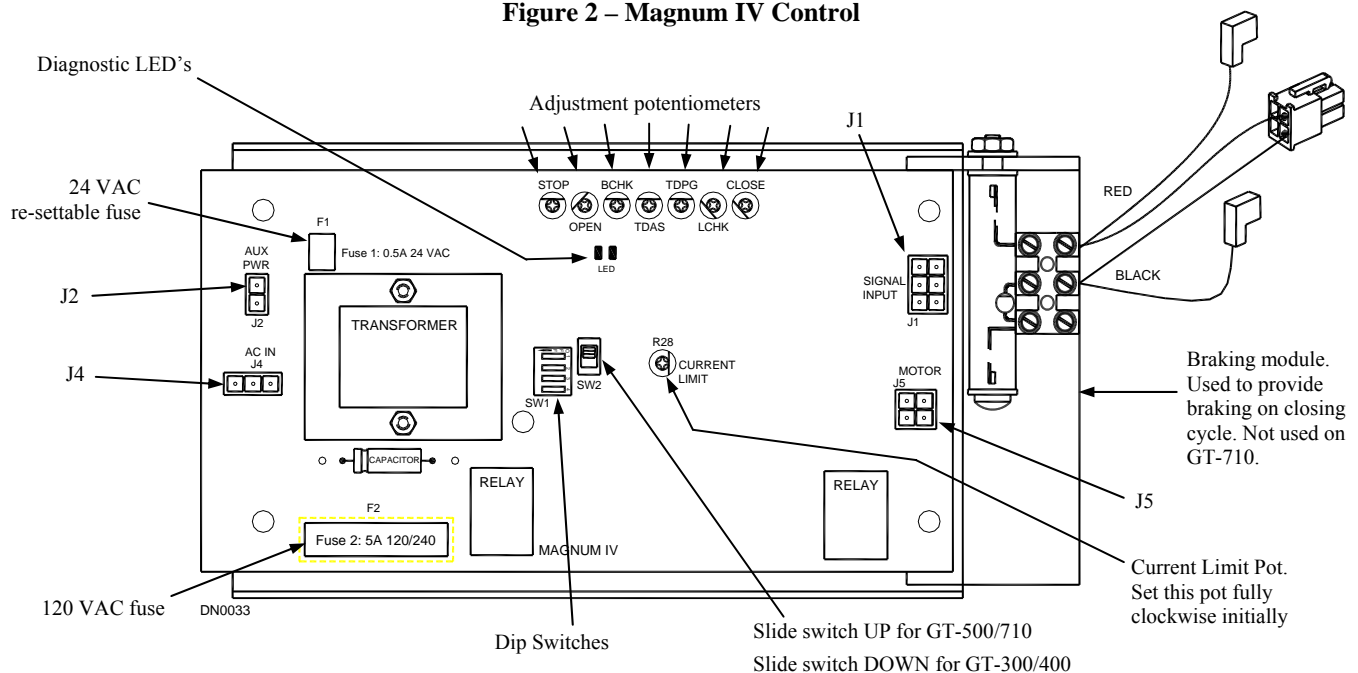 Figure 2 – Magnum IV Control
Diagnostic LED's
Adjustment potentiometers
J1
24 VAC
re-settable fuse
STOP
BCHK
TDPG
CLOSE
OPEN
TDAS
LCHK
RED
F1
Fuse 1: 0.5A 24 VAC
LED
AUX
PWR
J2
J2
SIGNAL
INPUT
J1
BLACK
TRANSFORMER
AC IN
J4
J4
SW1
SW2
R28
CURRENT
LIMIT
MOTOR
J5
Braking module.
Used to provide
braking on closing
cycle. Not used on
GT-710.
CAPACITOR
RELAY
RELAY
J5
F2
Fuse 2: 5A 120/240
MAGNUM IV
120 VAC fuse
DN0033
Dip Switches
Current Limit Pot.
Set this pot fully
clockwise initially
Slide switch UP for GT-500/710
Slide switch DOWN for GT-300/400